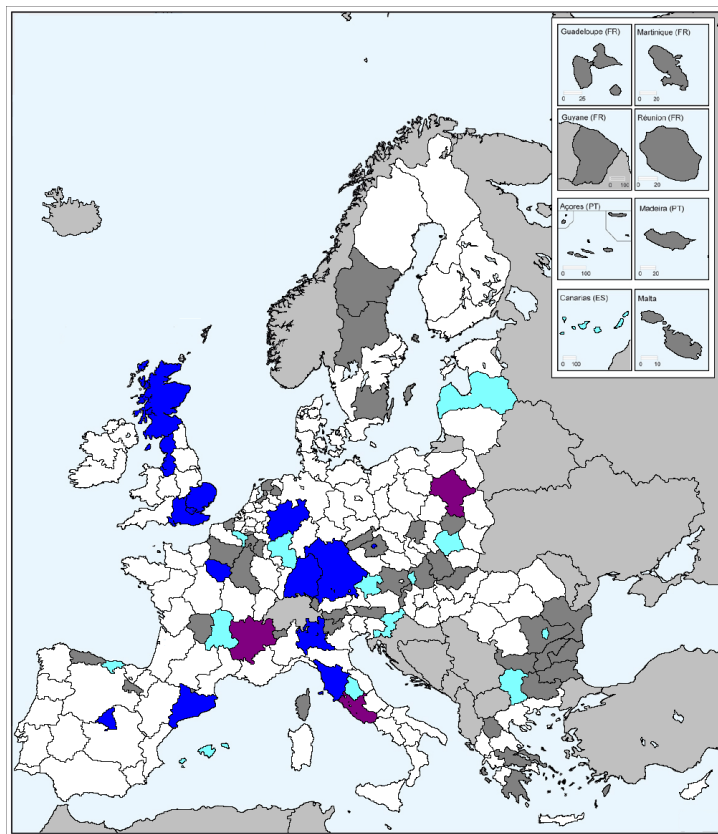 Guadeloupe (FR)
0 25
Martinique (FR)
0 20
Guyane (FR)
0 100
Réunion (FR)
0 20
Açores (PT)
0 100
Madeira (PT)
0 20
Canarias (ES)
0 100
Malta
0 10